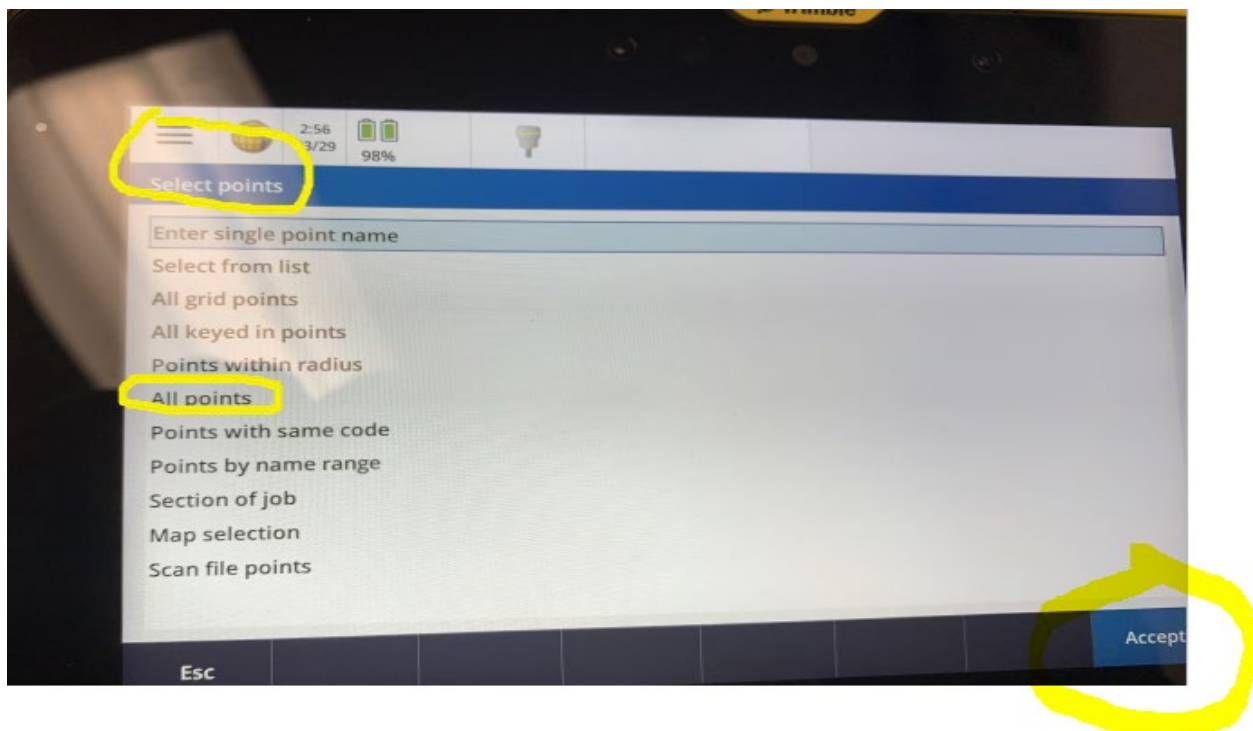 Trimble
2:56
3/29
98%
Select points
Enter single point name
Select from list
All grid points
All keyed in points
Points within radius
All points
Points with same code
Points by name range
Section of job
Map selection
Scan file points
Esc
Accept